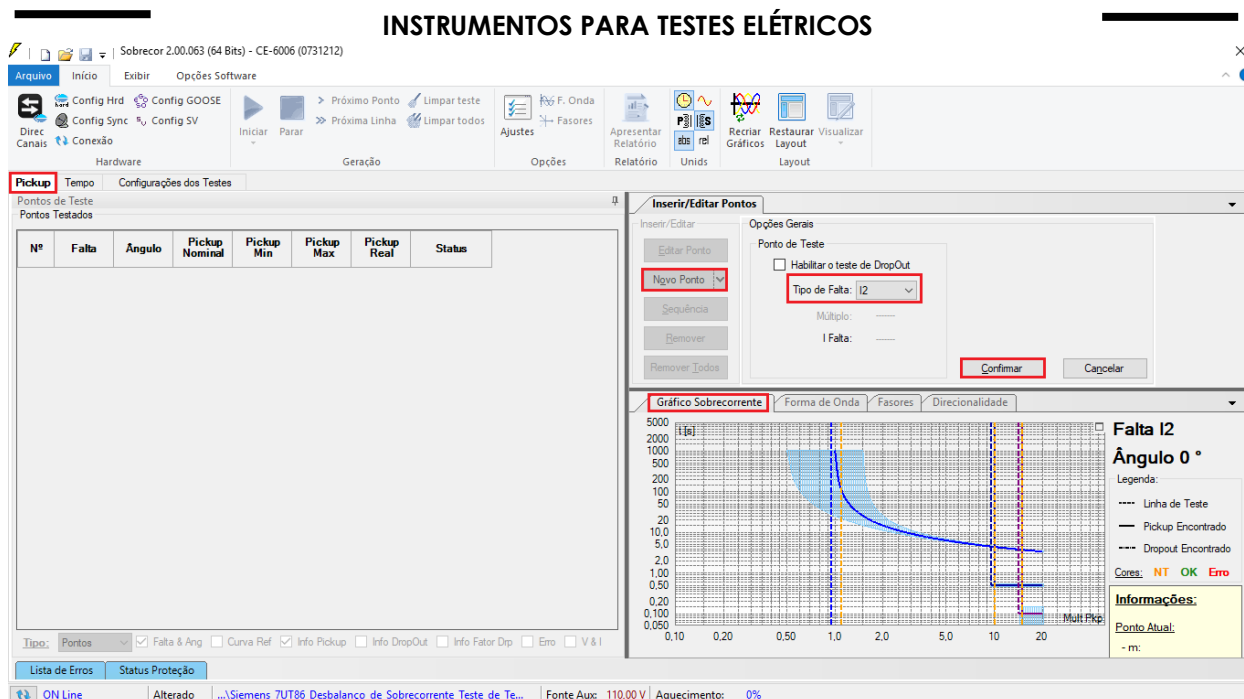 INSTRUMENTOS PARA TESTES ELÉTRICOS
Sobrecor 2.00.063 (64 Bits) - CE-6006 (0731212)
Arquivo Início Exibir Opções Software
Direc Canais
Config Hrd Config GOOSE
Config Sync Config SV
Conexão
Hardware
Iniciar Parar
Próximo Ponto Limpar teste
Próxima Linha Limpar todos
Geração
Ajustes
F. Onda
Fasores
Opções
Apresentar Relatório
Relatório
abs rel
Unids
Recriar Gráficos
Restaurar Layout
Visualizar
Layout
Pickup Tempo Configurações dos Testes
Pontos de Teste
Pontos Testados
Nº Falta Ângulo Pickup Nominal Pickup Min Pickup Max Pickup Real Status
Tipo: Pontos Falta & Ang Curva Ref Info Pickup Info DropOut Info Fator Drp Erro V & I
Inserir/Editar Pontos
Inserir/Editar
Editar Ponto
Novo Ponto
Sequência
Remover
Remover Todos
Opções Gerais
Ponto de Teste
Habilitar o teste de DropOut
Tipo de Falta: I2
Múltiplo:
I Falta:
Confirmar Cancelar
Gráfico Sobrecorrente Forma de Onda Fasores Direcionalidade
t [s]
5000
2000
1000
500
200
100
50
20
10,0
5,0
2,0
1,00
0,50
0,20
0,100
0,050
0,10 0,20 0,50 1,0 2,0 5,0 10 20
Mult Pkp
Falta I2
Ângulo 0 °
Legenda:
Linha de Teste
Pickup Encontrado
Dropout Encontrado
Cores: NT OK Erro
Informações:
Ponto Atual:
- m:
Lista de Erros Status Proteção
ON Line Alterado ...\Siemens 7UT86 Desbalanço de Sobrecorrente Teste de Te... Fonte Aux: 110,00 V Aquecimento: 0%